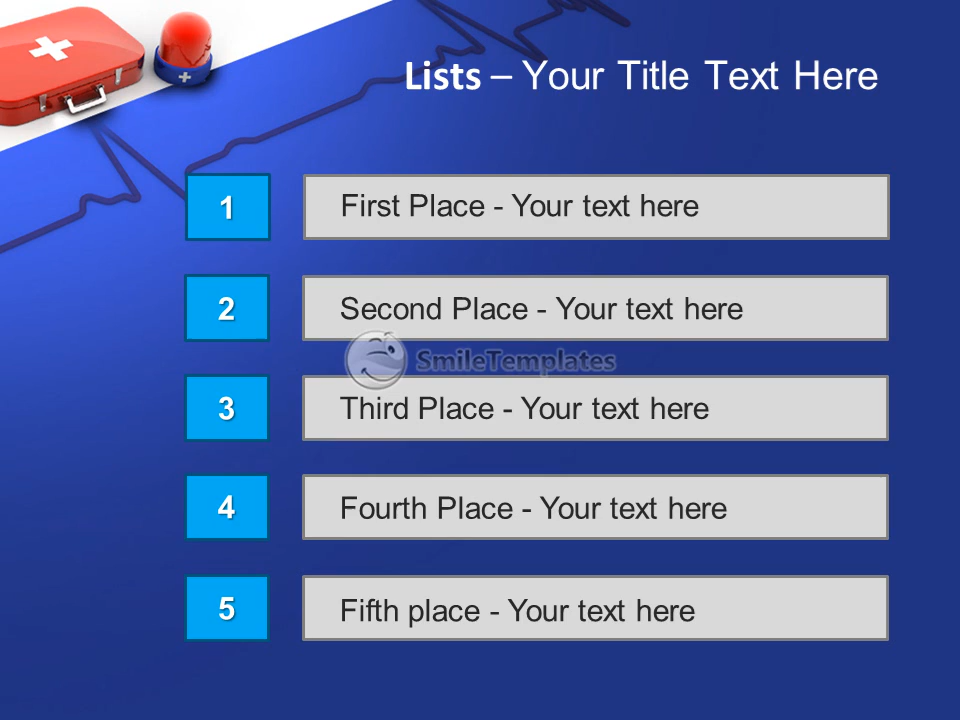 Lists – Your Title Text Here
1 First Place - Your text here
2 Second Place - Your text here
SmileTemplates
3 Third Place - Your text here
4 Fourth Place - Your text here
5 Fifth place - Your text here